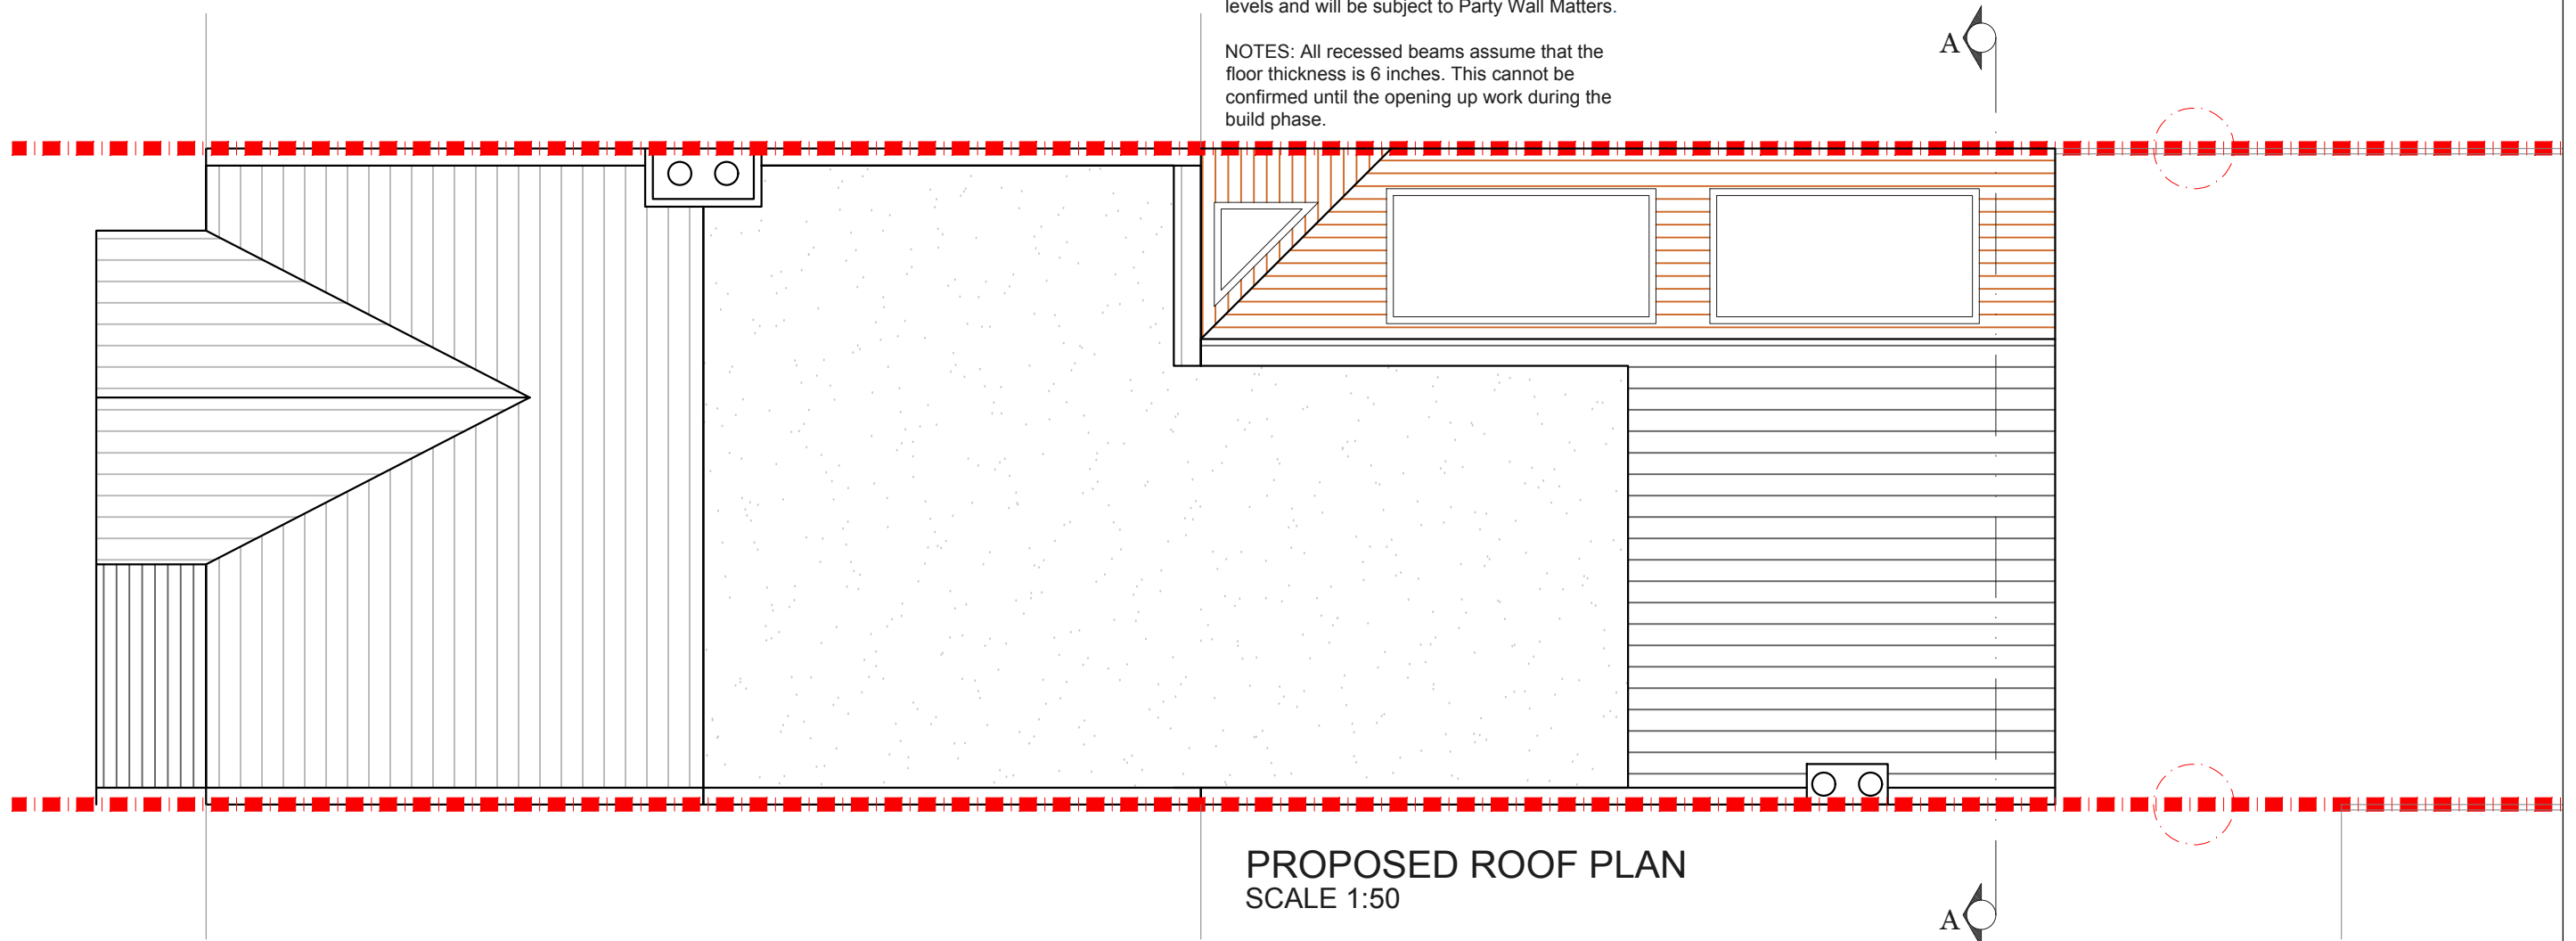 levels and will be subject to Party Wall Matters.
NOTES: All recessed beams assume that the
floor thickness is 6 inches. This cannot be
confirmed until the opening up work during the
build phase.
A
PROPOSED ROOF PLAN
SCALE 1:50
A